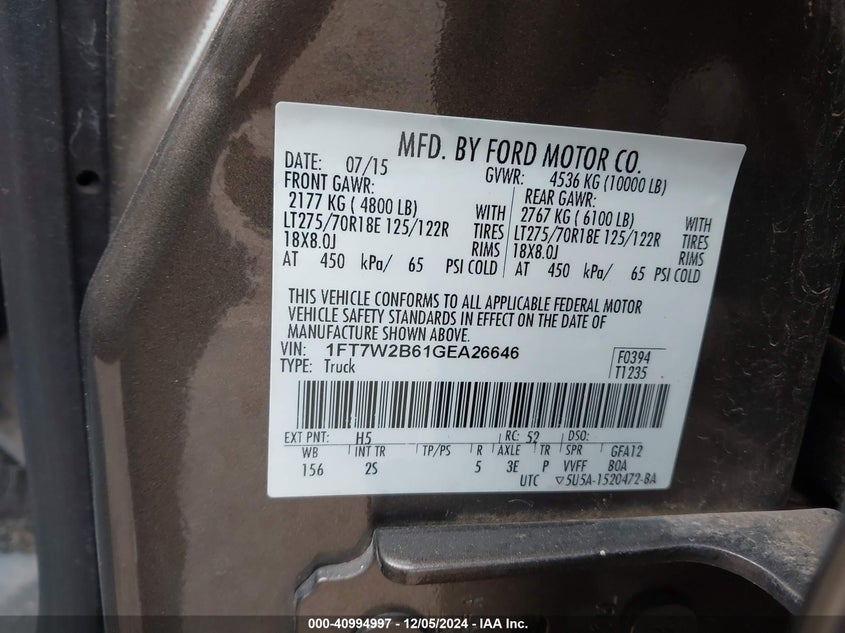 MFD. BY FORD MOTOR CO.
DATE: 07/15 GVWR: 4536 KG (10000 LB)
FRONT GAWR: REAR GAWR:
2177 KG ( 4800 LB) WITH 2767 KG ( 6100 LB) WITH
LT275/70R18E 125/122R TIRES LT275/70R18E 125/122R TIRES
18X8.0J RIMS 18X8.0J RIMS
AT 450 kPa/ 65 PSI COLD AT 450 kPa/ 65 PSI COLD
THIS VEHICLE CONFORMS TO ALL APPLICABLE FEDERAL MOTOR
VEHICLE SAFETY STANDARDS IN EFFECT ON THE DATE OF
MANUFACTURE SHOWN ABOVE.
VIN: 1FT7W2B61GEA26646 F0394
TYPE: Truck T1235
EXT PNT: H5 RC: 52 DSO:
WB INT TR TP/PS R AXLE TR SPR GFA12
156 2S 5 3E P VVFF BOA
UTC ▽5U5A-1520472-BA
000-40994997 - 12/05/2024 - IAAI.com